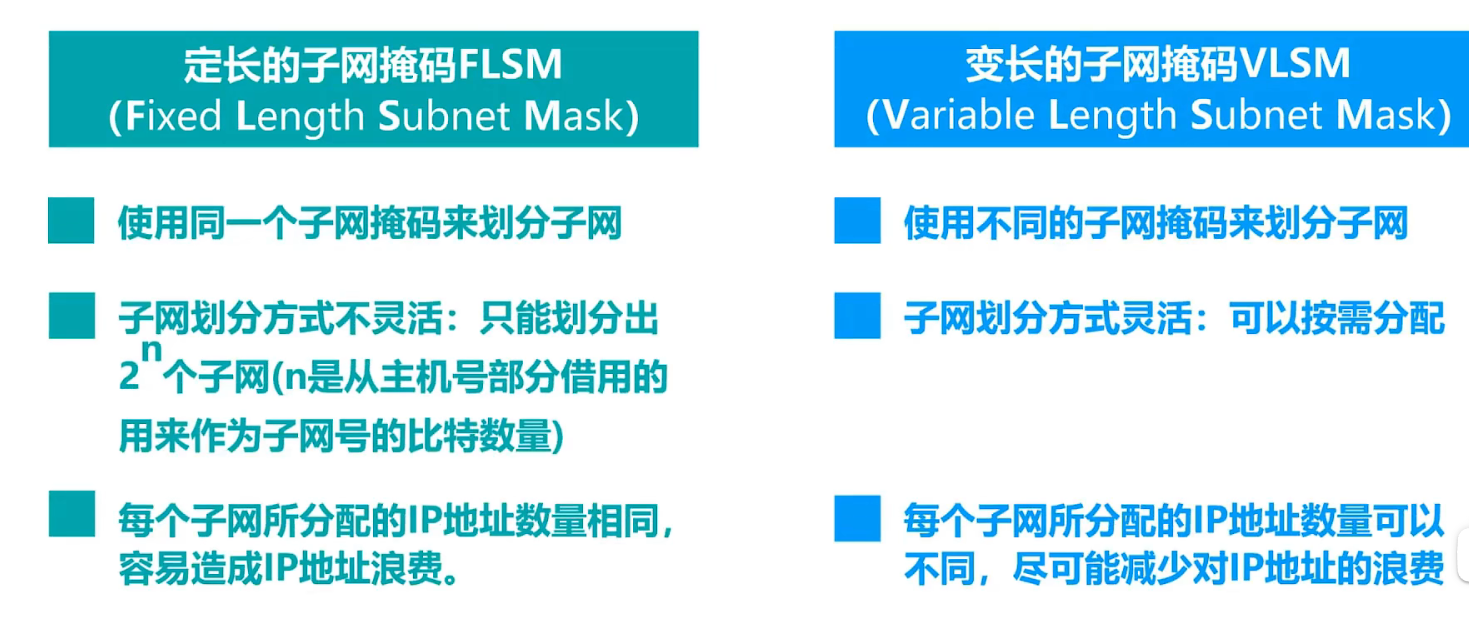 定长的子网掩码FLSM
(Fixed Length Subnet Mask)
使用同一个子网掩码来划分子网
子网划分方式不灵活：只能划分出
2^n个子网(n是从主机号部分借用的
用来作为子网号的比特数量)
每个子网所分配的IP地址数量相同，
容易造成IP地址浪费。
变长的子网掩码VLSM
(Variable Length Subnet Mask)
使用不同的子网掩码来划分子网
子网划分方式灵活：可以按需分配
每个子网所分配的IP地址数量可以
不同，尽可能减少对IP地址的浪费